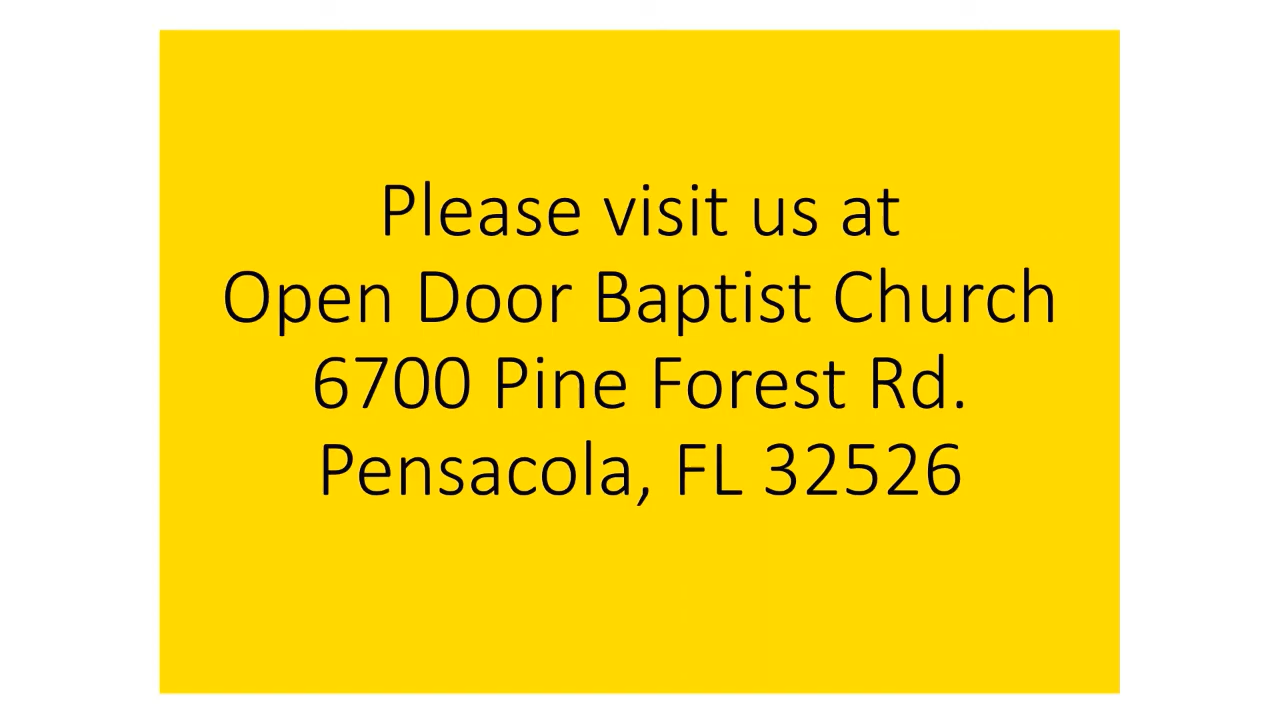 Please visit us at
Open Door Baptist Church
6700 Pine Forest Rd.
Pensacola, FL 32526